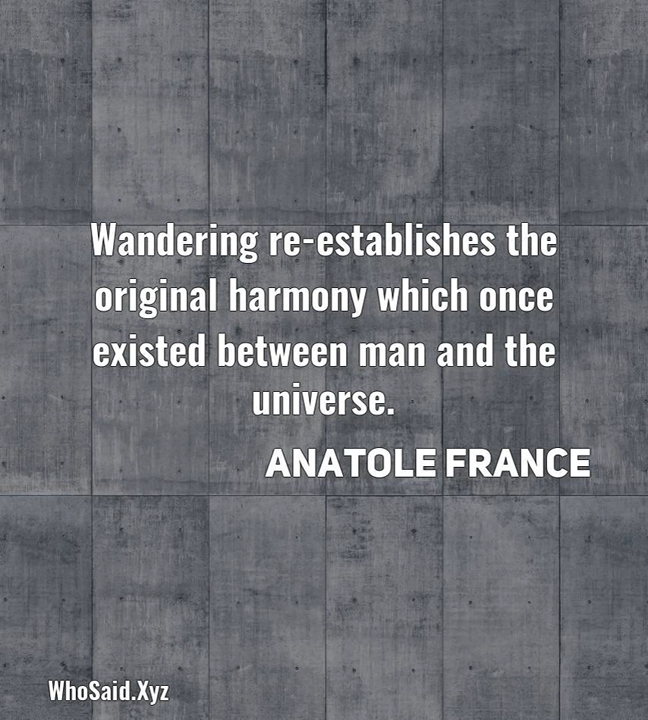 Wandering re-establishes the
original harmony which once
existed between man and the
universe.
ANATOLE FRANCE
WhoSaid.Xyz